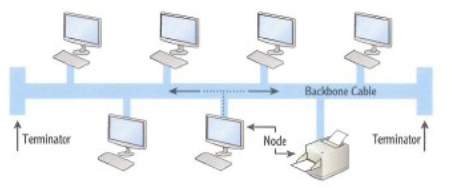 Backbone Cable
Terminator
Node
Terminator